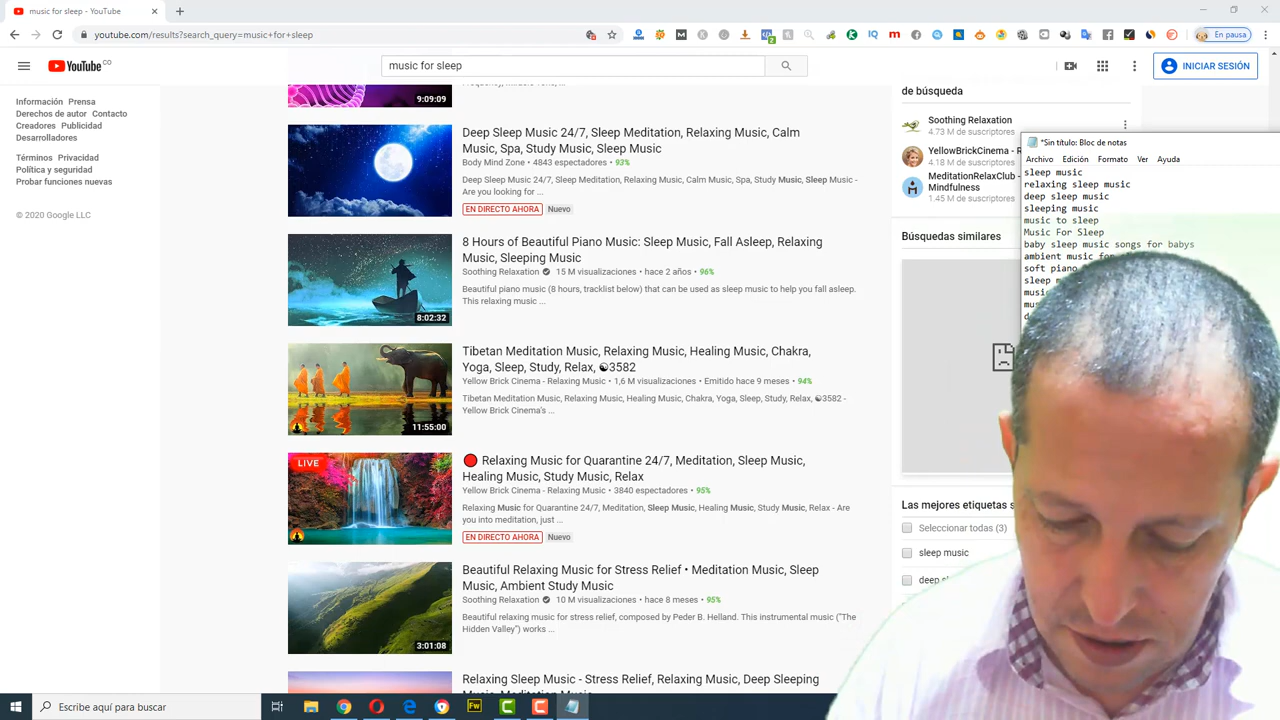 music for sleep - YouTube
youtube.com/results?search_query=music+for+sleep
2
En pausa
YouTube CO
music for sleep
INICIAR SESIÓN
Información Prensa
Derechos de autor Contacto
Creadores Publicidad
Desarrolladores
Términos Privacidad
Política y seguridad
Probar funciones nuevas
© 2020 Google LLC
9:09:09
Deep Sleep Music 24/7, Sleep Meditation, Relaxing Music, Calm
Music, Spa, Study Music, Sleep Music
Body Mind Zone • 4843 espectadores • 93%
Deep Sleep Music 24/7, Sleep Meditation, Relaxing Music, Calm Music, Spa, Study Music, Sleep Music -
Are you looking for ...
EN DIRECTO AHORA Nuevo
8 Hours of Beautiful Piano Music: Sleep Music, Fall Asleep, Relaxing
Music, Sleeping Music
Soothing Relaxation 15 M visualizaciones • hace 2 años • 96%
Beautiful piano music (8 hours, tracklist below) that can be used as sleep music to help you fall asleep.
This relaxing music ...
8:02:32
Tibetan Meditation Music, Relaxing Music, Healing Music, Chakra,
Yoga, Sleep, Study, Relax, ☯3582
Yellow Brick Cinema - Relaxing Music • 1,6 M visualizaciones • Emitido hace 9 meses • 94%
Tibetan Meditation Music, Relaxing Music, Healing Music, Chakra, Yoga, Sleep, Study, Relax, ☯3582 -
Yellow Brick Cinema's ...
11:55:00
LIVE
🔴 Relaxing Music for Quarantine 24/7, Meditation, Sleep Music,
Healing Music, Study Music, Relax
Yellow Brick Cinema - Relaxing Music • 3840 espectadores • 95%
Relaxing Music for Quarantine 24/7, Meditation, Sleep Music, Healing Music, Study Music, Relax - Are
you into meditation, just ...
EN DIRECTO AHORA Nuevo
Beautiful Relaxing Music for Stress Relief • Meditation Music, Sleep
Music, Ambient Study Music
Soothing Relaxation 10 M visualizaciones • hace 8 meses • 95%
Beautiful relaxing music for stress relief, composed by Peder B. Helland. This instrumental music ("The
Hidden Valley") works ...
3:01:08
Relaxing Sleep Music - Stress Relief, Relaxing Music, Deep Sleeping
de búsqueda
Soothing Relaxation
4.73 M de suscriptores
YellowBrickCinema - R
4.18 M de suscriptores
MeditationRelaxClub -
Mindfulness
1.45 M de suscriptores
Búsquedas similares
Las mejores etiquetas s
Seleccionar todas (3)
sleep music
deep sl
*Sin título: Bloc de notas
Archivo Edición Formato Ver Ayuda
sleep music
relaxing sleep music
deep sleep music
sleeping music
music to sleep
Music For Sleep
baby sleep music songs for babys
ambient music for
soft piano
sleep m
music
mus
d
Escribe aquí para buscar
Fw